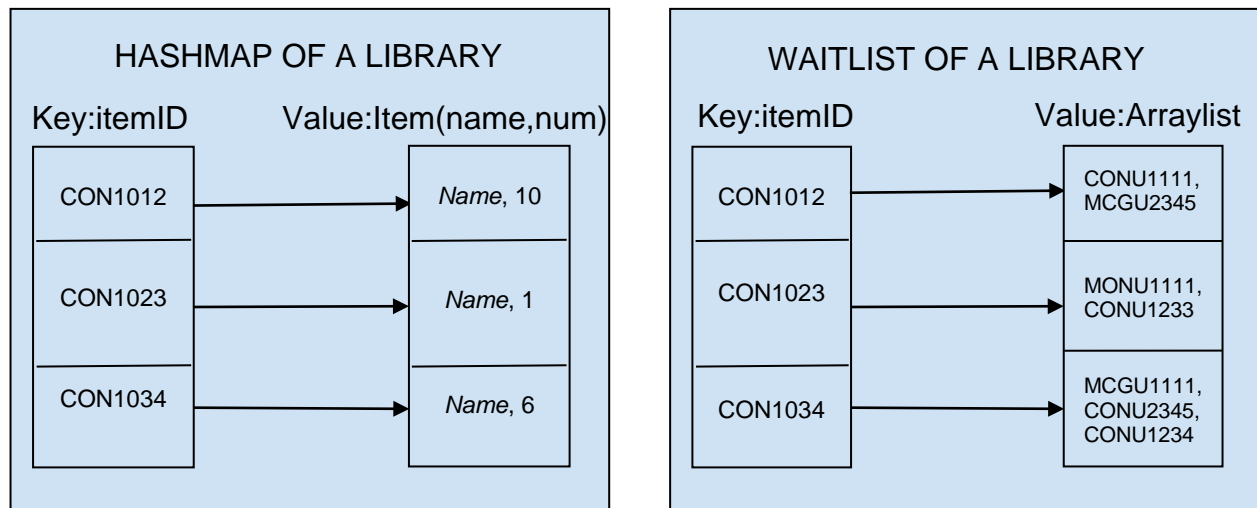 HASHMAP OF A LIBRARY
Key:itemID
Value:Item(name,num)
CON1012
Name, 10
CON1023
Name, 1
CON1034
Name, 6
WAITLIST OF A LIBRARY
Key:itemID
Value:Arraylist
CON1012
CONU1111,
MCGU2345
CON1023
MONU1111,
CONU1233
CON1034
MCGU1111,
CONU2345,
CONU1234